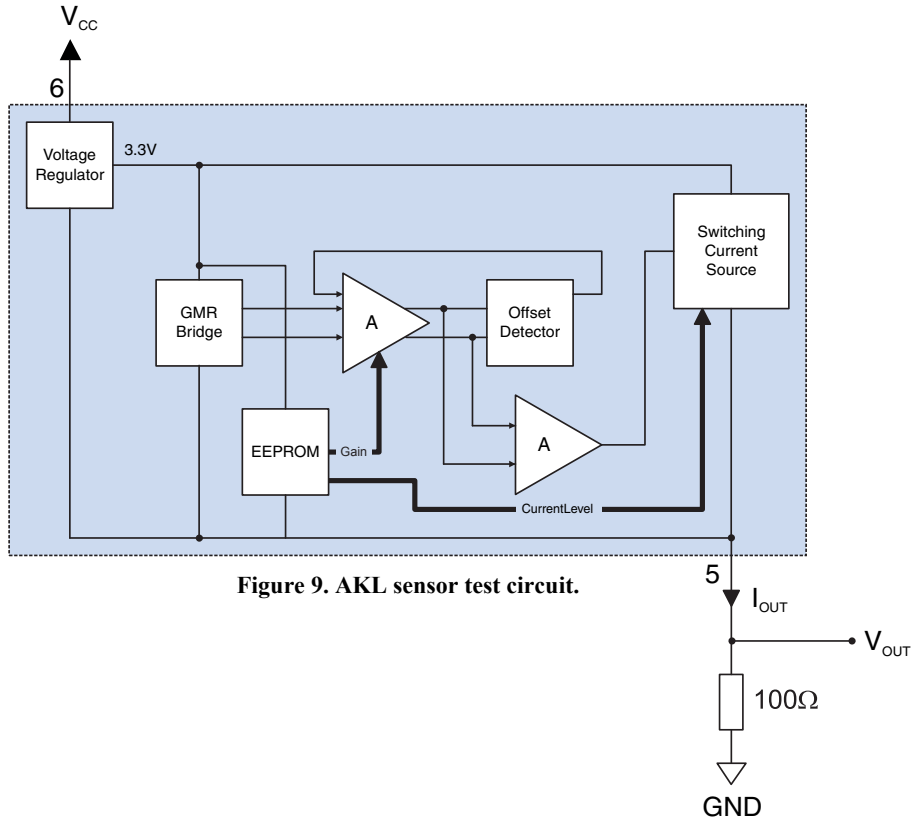 VCC
6
Voltage
Regulator
3.3V
Switching
Current
Source
GMR
Bridge
A
Offset
Detector
EEPROM
Gain
A
CurrentLevel
5
Figure 9. AKL sensor test circuit.
IOUT
VOUT
100Ω
GND